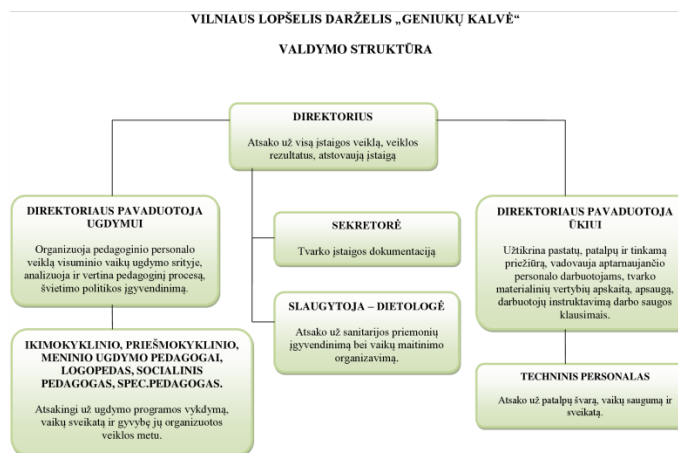 VILNIAUS LOPŠELIS DARŽELIS „GENIUKŲ KALVĖ“
VALDYMO STRUKTŪRA
DIREKTORIUS
Atsako už visą įstaigos veiklą, veiklos
rezultatus, atstovaują įstaigą
DIREKTORIAUS PAVADUOTOJA
UGDYMUI
Organizuoja pedagoginio personalo
veiklą visuminio vaikų ugdymo srityje,
analizuoja ir vertina pedagoginį procesą,
švietimo politikos įgyvendinimą.
SEKRETORĖ
Tvarko įstaigos dokumentaciją
DIREKTORIAUS PAVADUOTOJA
ŪKIUI
Užtikrina pastatų, patalpų ir tinkamą
priežiūrą, vadovauja aptarnaujančio
personalo darbuotojams, tvarko
materialinių vertybių apskaitą, apsaugą,
darbuotojų instruktavimą darbo saugos
klausimais.
SLAUGYTOJA – DIETOLOGĖ
Atsako už sanitarijos priemonių
įgyvendinimą bei vaikų maitinimo
organizavimą.
IKIMOKYKLINIO, PRIEŠMOKYKLINIO,
MENINIO UGDYMO PEDAGOGAI,
LOGOPEDAS, SOCIALINIS
PEDAGOGAS, SPEC.PEDAGOGAS.
Atsakingi už ugdymo programos vykdymą,
vaikų sveikatą ir gyvybę jų organizuotos
veiklos metu.
TECHNINIS PERSONALAS
Atsako už patalpų švarą, vaikų saugumą ir
sveikatą.